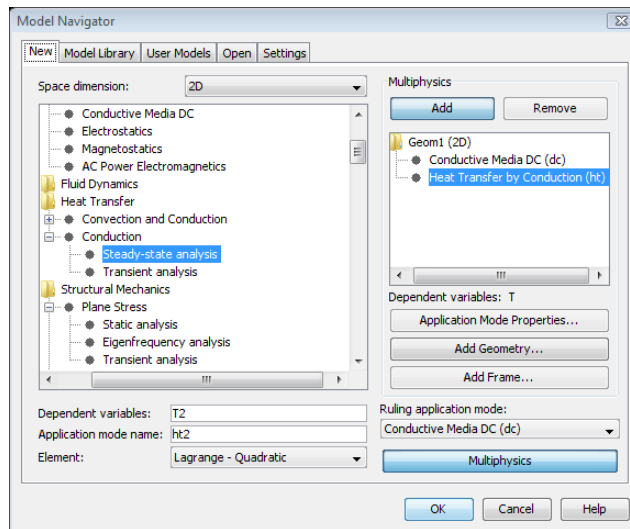 Model Navigator
New Model Library User Models Open Settings
Space dimension: 2D
Conductive Media DC
Electrostatics
Magnetostatics
AC Power Electromagnetics
Fluid Dynamics
Heat Transfer
Convection and Conduction
Conduction
Steady-state analysis
Transient analysis
Structural Mechanics
Plane Stress
Static analysis
Eigenfrequency analysis
Transient analysis
Dependent variables: T2
Application mode name: ht2
Element: Lagrange - Quadratic
Multiphysics
Add Remove
Geom1 (2D)
Conductive Media DC (dc)
Heat Transfer by Conduction (ht)
Dependent variables: T
Application Mode Properties...
Add Geometry...
Add Frame...
Ruling application mode:
Conductive Media DC (dc)
Multiphysics
OK Cancel Help